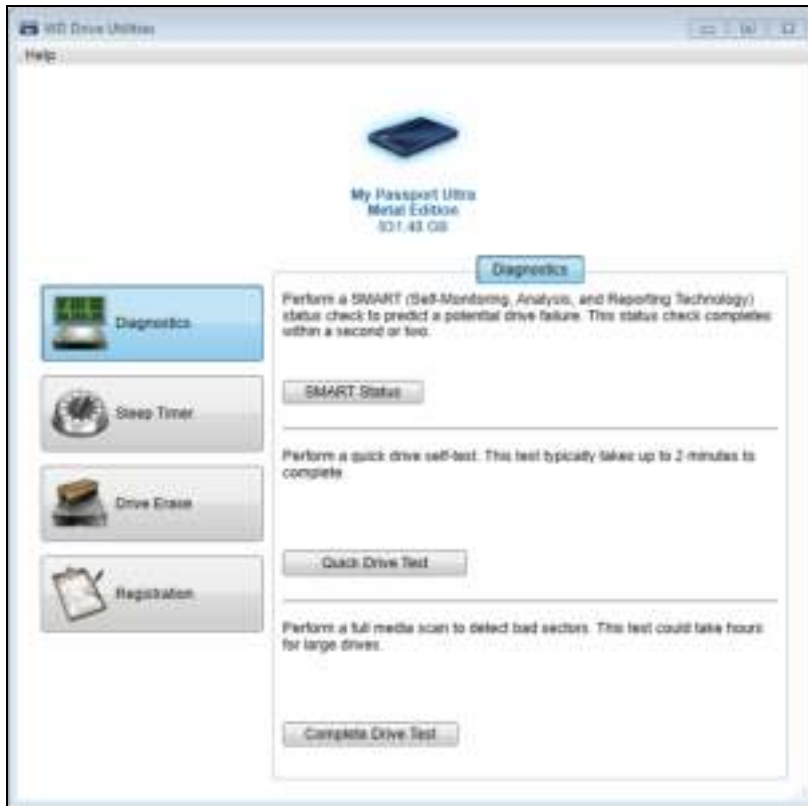 WD Drive Utilities
Help
My Passport Ultra
Metal Edition
931.48 GB
Diagnostics
Sleep Timer
Drive Erase
Registration
Diagnostics
Perform a SMART (Self-Monitoring, Analysis, and Reporting Technology)
status check to predict a potential drive failure. This status check completes
within a second or two.
SMART Status
Perform a quick drive self-test. This test typically takes up to 2 minutes to
complete.
Quick Drive Test
Perform a full media scan to detect bad sectors. This test could take hours
for large drives.
Complete Drive Test